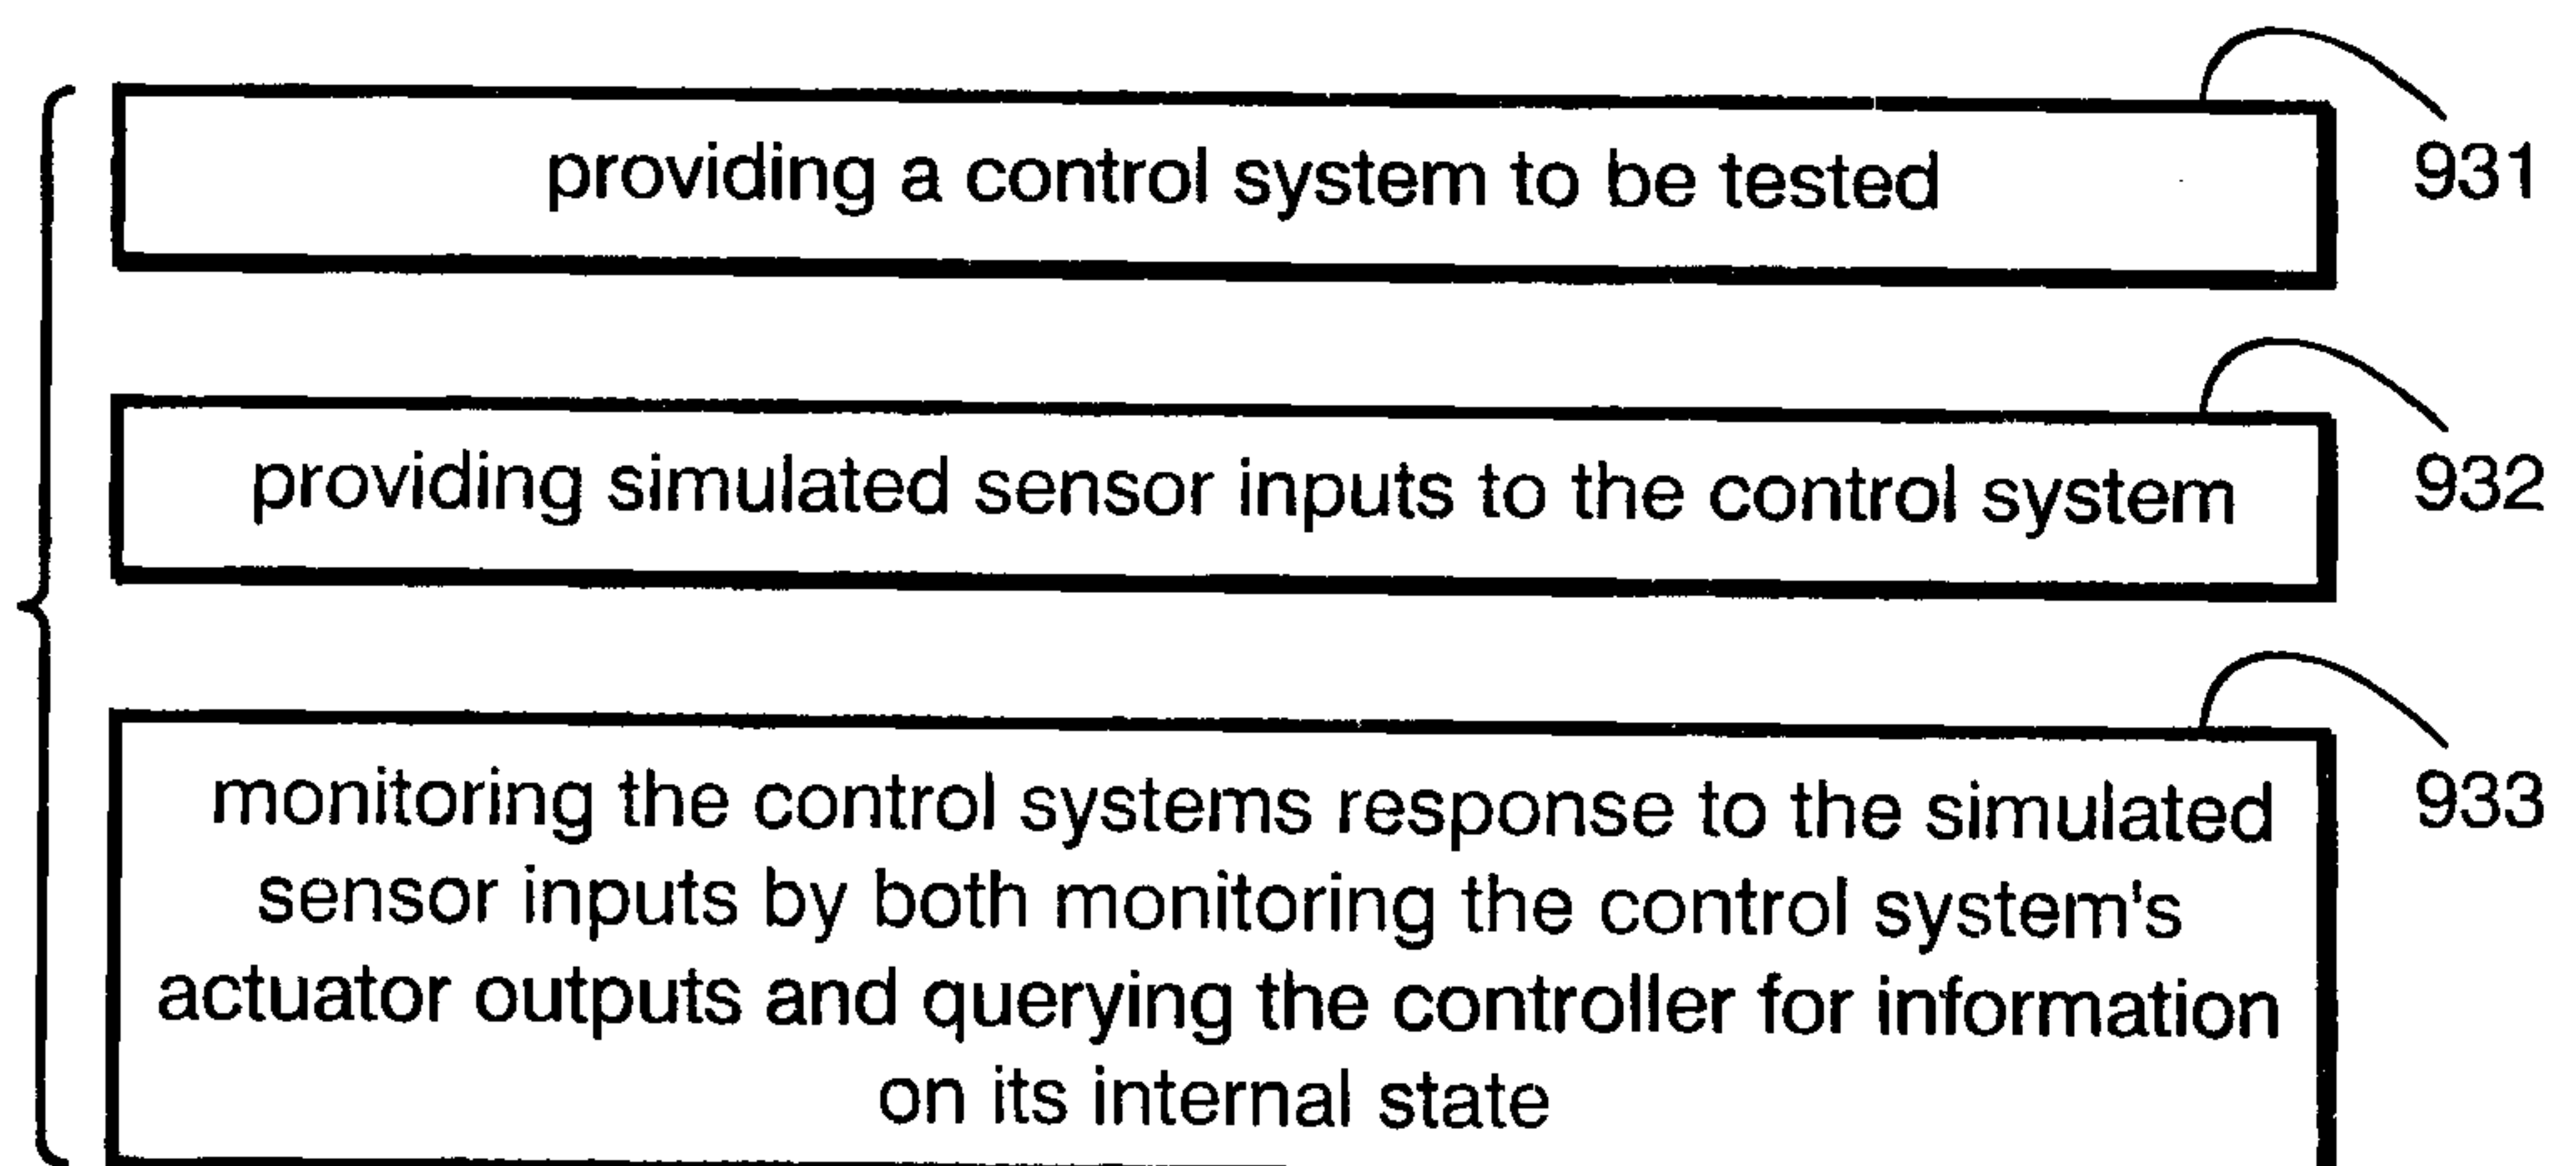 providing a control system to be tested
931
providing simulated sensor inputs to the control system
932
monitoring the control systems response to the simulated
sensor inputs by both monitoring the control system's
actuator outputs and querying the controller for information
on its internal state
933